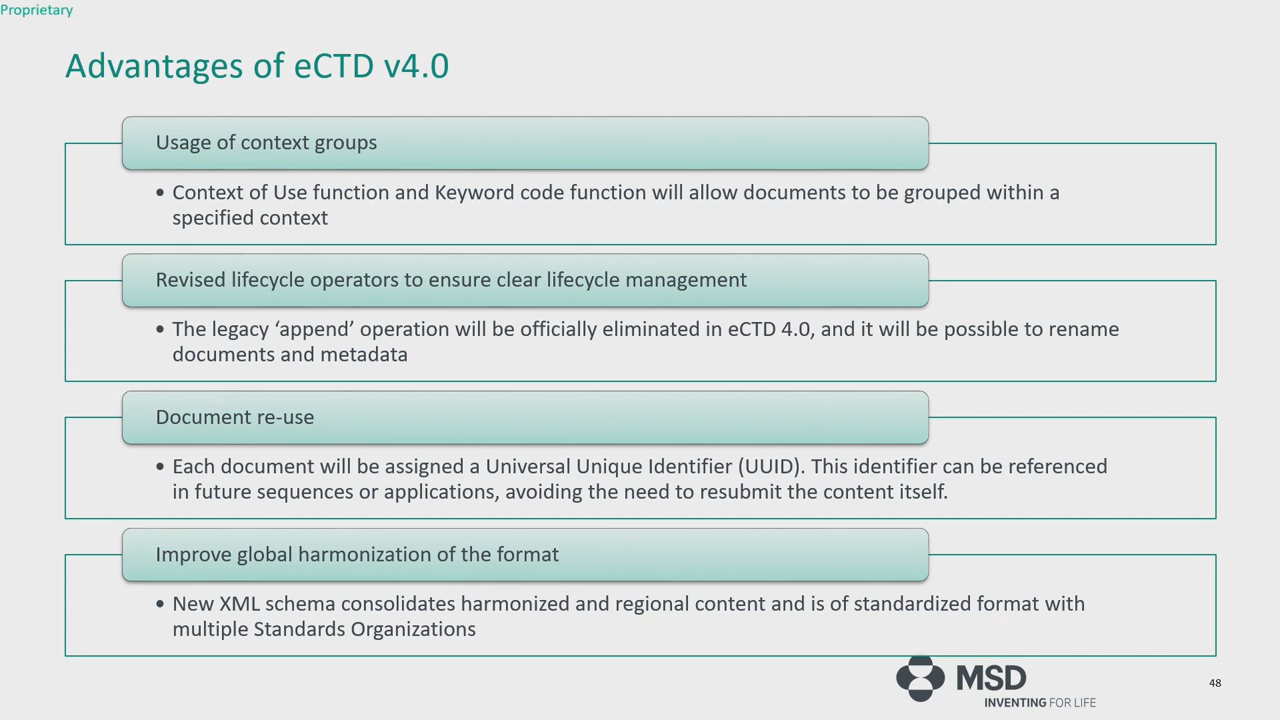 Proprietary
Advantages of eCTD v4.0
Usage of context groups
• Context of Use function and Keyword code function will allow documents to be grouped within a
specified context
Revised lifecycle operators to ensure clear lifecycle management
• The legacy ‘append’ operation will be officially eliminated in eCTD 4.0, and it will be possible to rename
documents and metadata
Document re-use
• Each document will be assigned a Universal Unique Identifier (UUID). This identifier can be referenced
in future sequences or applications, avoiding the need to resubmit the content itself.
Improve global harmonization of the format
• New XML schema consolidates harmonized and regional content and is of standardized format with
multiple Standards Organizations
MSD
INVENTING FOR LIFE
48